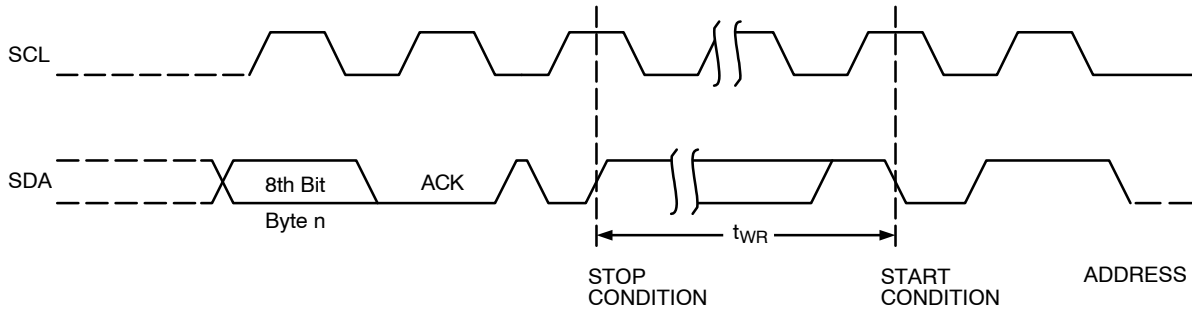 SCL
SDA
8th Bit
Byte n
ACK
tWR
STOP
CONDITION
START
CONDITION
ADDRESS